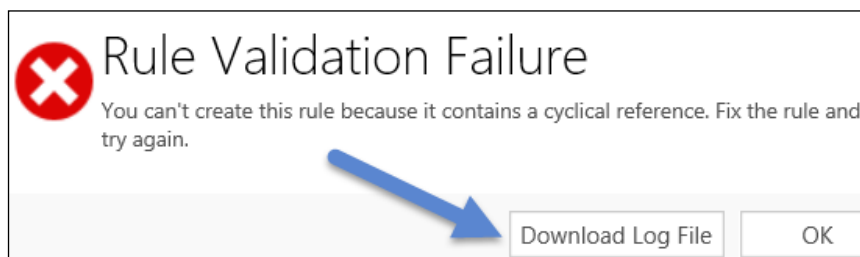 Rule Validation Failure
You can't create this rule because it contains a cyclical reference. Fix the rule and
try again.
Download Log File
OK